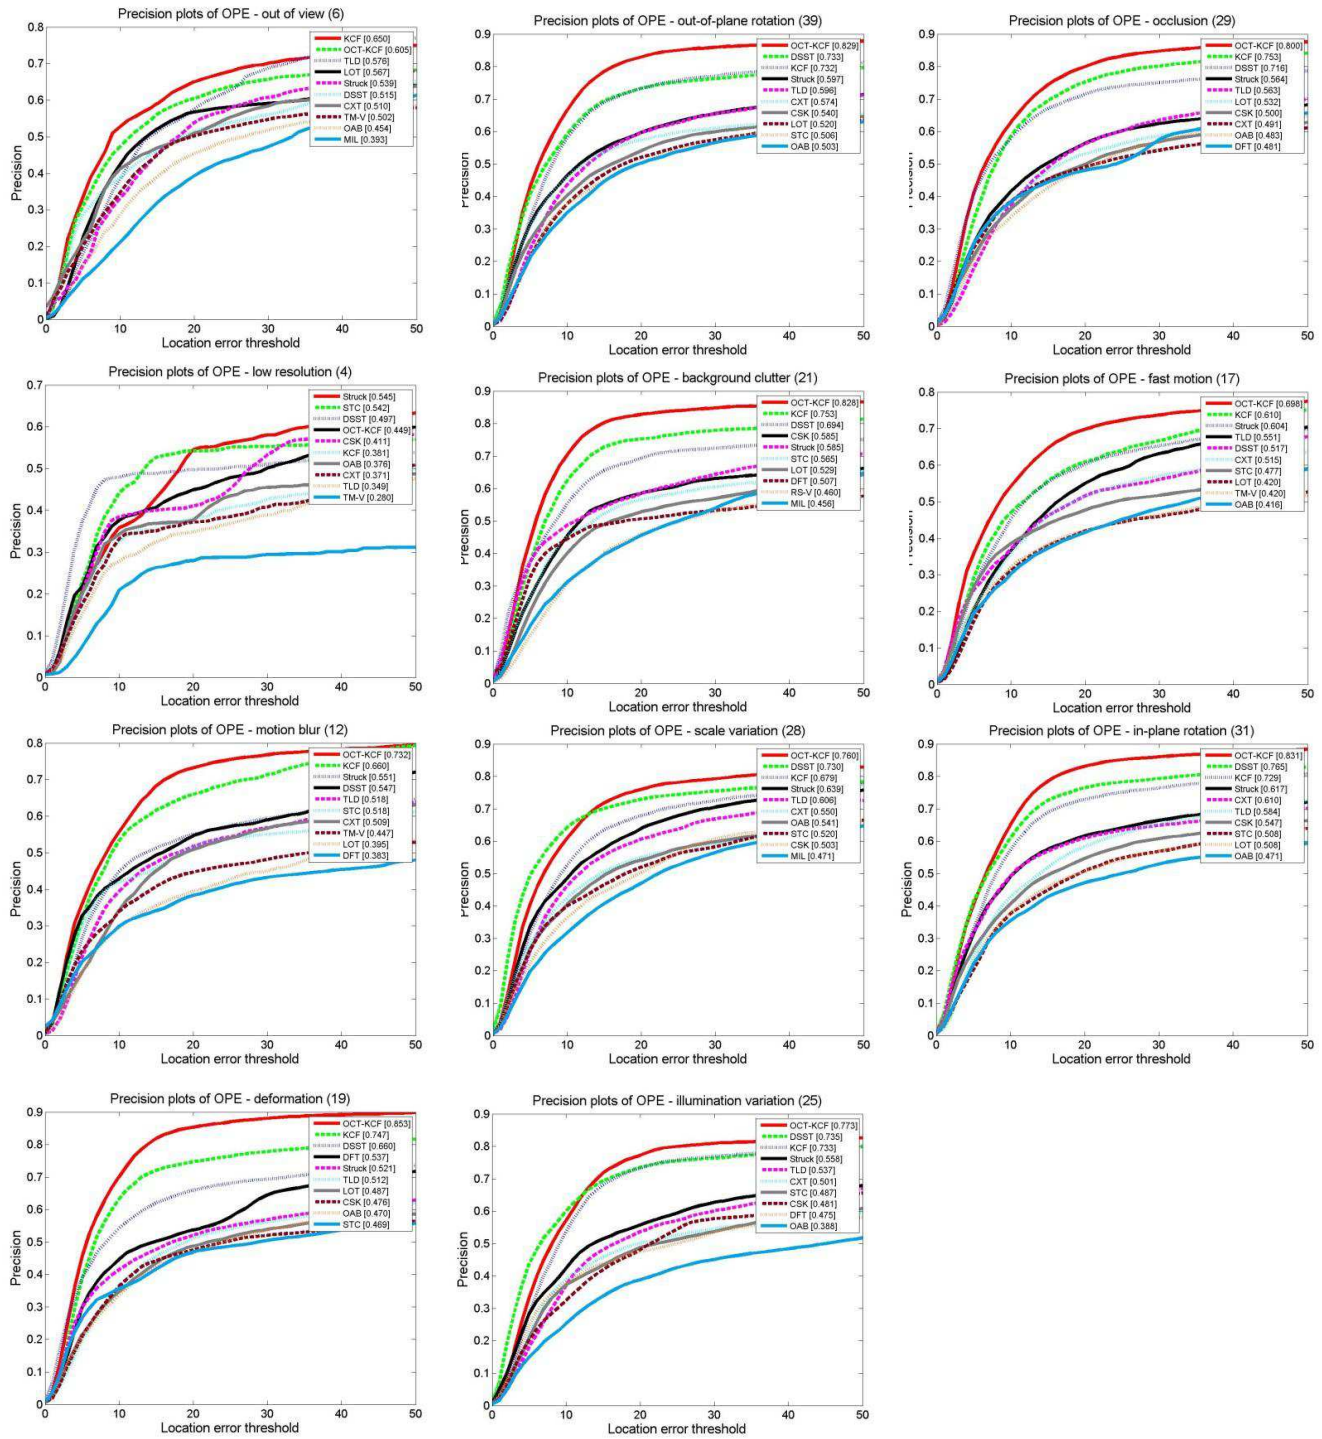 Precision plots of OPE - out of view (6)
KCF [0.650]
OCT-KCF [0.605]
TLD [0.576]
LOT [0.567]
Struck [0.539]
DSST [0.515]
CXT [0.510]
TM-V [0.502]
OAB [0.454]
MIL [0.393]
Precision
Location error threshold
Precision plots of OPE - out-of-plane rotation (39)
OCT-KCF [0.829]
DSST [0.733]
KCF [0.732]
Struck [0.597]
TLD [0.596]
CXT [0.574]
CSK [0.540]
LOT [0.520]
STC [0.506]
OAB [0.503]
Precision
Location error threshold
Precision plots of OPE - occlusion (29)
OCT-KCF [0.800]
KCF [0.753]
DSST [0.716]
Struck [0.564]
TLD [0.563]
LOT [0.532]
CSK [0.500]
CXT [0.491]
OAB [0.483]
DFT [0.481]
Precision
Location error threshold
Precision plots of OPE - low resolution (4)
Struck [0.545]
STC [0.542]
DSST [0.497]
OCT-KCF [0.449]
CSK [0.411]
KCF [0.381]
OAB [0.376]
CXT [0.371]
TLD [0.349]
TM-V [0.280]
Precision
Location error threshold
Precision plots of OPE - background clutter (21)
OCT-KCF [0.828]
KCF [0.753]
DSST [0.694]
CSK [0.585]
Struck [0.585]
STC [0.565]
LOT [0.529]
DFT [0.507]
RS-V [0.460]
MIL [0.456]
Precision
Location error threshold
Precision plots of OPE - fast motion (17)
OCT-KCF [0.698]
KCF [0.610]
Struck [0.604]
TLD [0.551]
DSST [0.517]
CXT [0.515]
STC [0.477]
LOT [0.420]
TM-V [0.420]
OAB [0.416]
Precision
Location error threshold
Precision plots of OPE - motion blur (12)
OCT-KCF [0.732]
KCF [0.660]
Struck [0.551]
DSST [0.547]
TLD [0.518]
STC [0.518]
CXT [0.509]
TM-V [0.447]
LOT [0.395]
DFT [0.383]
Precision
Location error threshold
Precision plots of OPE - scale variation (28)
OCT-KCF [0.760]
DSST [0.730]
KCF [0.679]
Struck [0.639]
TLD [0.606]
CXT [0.550]
OAB [0.541]
STC [0.520]
CSK [0.503]
MIL [0.471]
Precision
Location error threshold
Precision plots of OPE - in-plane rotation (31)
OCT-KCF [0.831]
DSST [0.765]
KCF [0.729]
Struck [0.617]
CXT [0.610]
TLD [0.584]
CSK [0.547]
STC [0.508]
LOT [0.508]
OAB [0.471]
Precision
Location error threshold
Precision plots of OPE - deformation (19)
OCT-KCF [0.853]
KCF [0.747]
DSST [0.660]
DFT [0.537]
Struck [0.521]
TLD [0.512]
LOT [0.487]
CSK [0.476]
OAB [0.470]
STC [0.469]
Precision
Location error threshold
Precision plots of OPE - illumination variation (25)
OCT-KCF [0.773]
DSST [0.735]
KCF [0.733]
Struck [0.558]
TLD [0.537]
CXT [0.501]
STC [0.487]
CSK [0.481]
DFT [0.475]
OAB [0.388]
Precision
Location error threshold